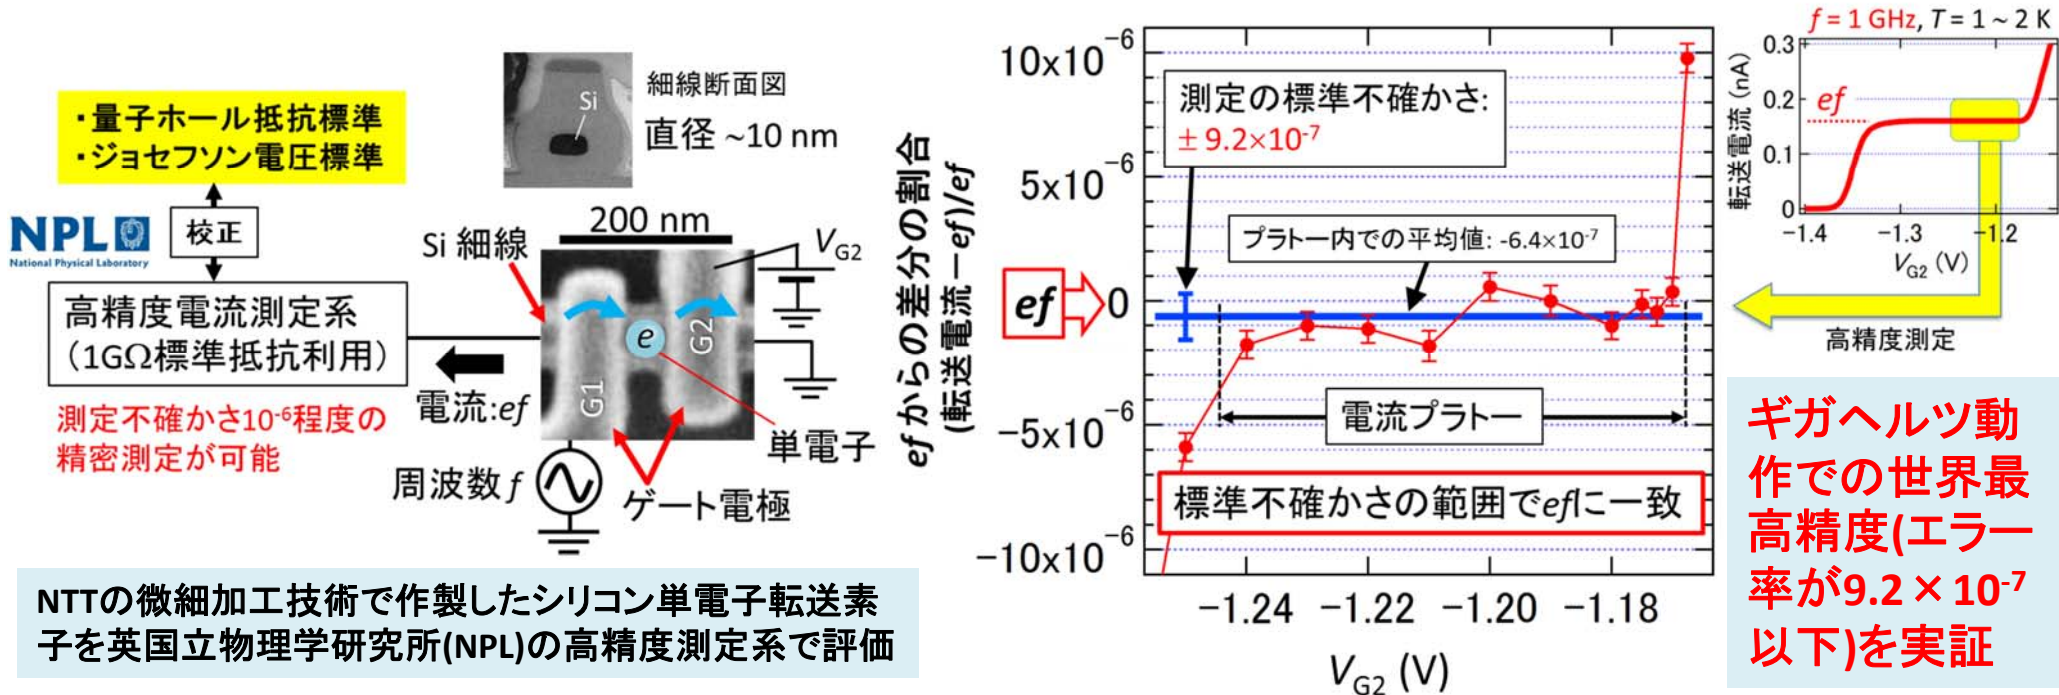 ・量子ホール抵抗標準
・ジョセフソン電圧標準
NPL
National Physical Laboratory
校正
高精度電流測定系
(1GΩ標準抵抗利用)
測定不確かさ10⁻⁶程度の
精密測定が可能
Si
細線断面図
直径 ~10 nm
200 nm
Si 細線
V_G2
G1
e
G2
電流:ef
単電子
周波数 f
ゲート電極
NTTの微細加工技術で作製したシリコン単電子転送素
子を英国立物理学研究所(NPL)の高精度測定系で評価
efからの差分の割合
(転送電流−ef)/ef
ef
10x10⁻⁶
5x10⁻⁶
0
−5x10⁻⁶
−10x10⁻⁶
測定の標準不確かさ:
± 9.2×10⁻⁷
プラトー内での平均値: -6.4×10⁻⁷
電流プラトー
標準不確かさの範囲でefに一致
−1.24 −1.22 −1.20 −1.18
V_G2 (V)
f = 1 GHz, T = 1 ~ 2 K
転送電流 (nA)
0.3
0.2
0.1
0
ef
−1.4 −1.3 −1.2
V_G2 (V)
高精度測定
ギガヘルツ動
作での世界最
高精度(エラー
率が9.2×10⁻⁷
以下)を実証